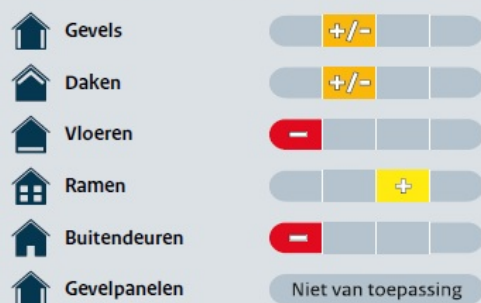 Gevels +/-
Daken +/-
Vloeren -
Ramen +
Buitendeuren -
Gevelpanelen Niet van toepassing